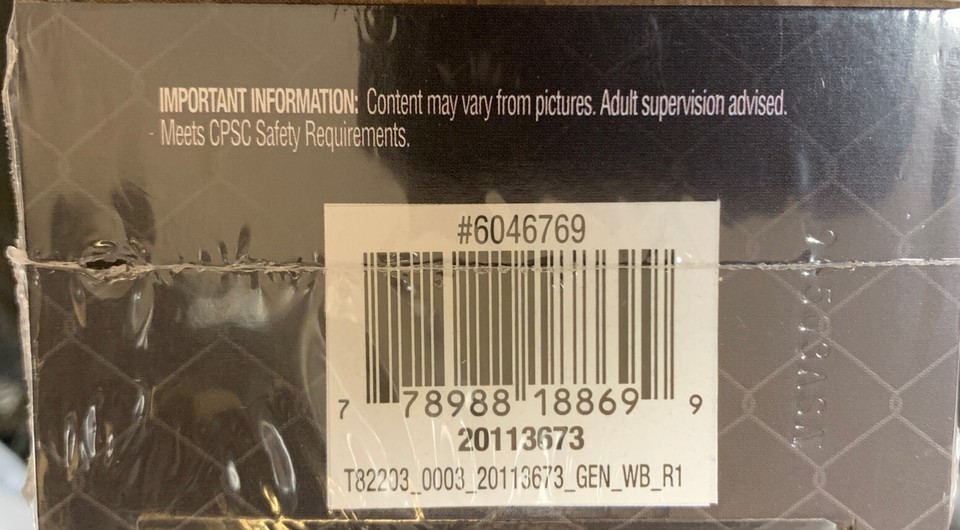 IMPORTANT INFORMATION: Content may vary from pictures. Adult supervision advised.
- Meets CPSC Safety Requirements.
#6046769
7 78988 18869 9
20113673
T82203_0003_20113673_GEN_WB_R1